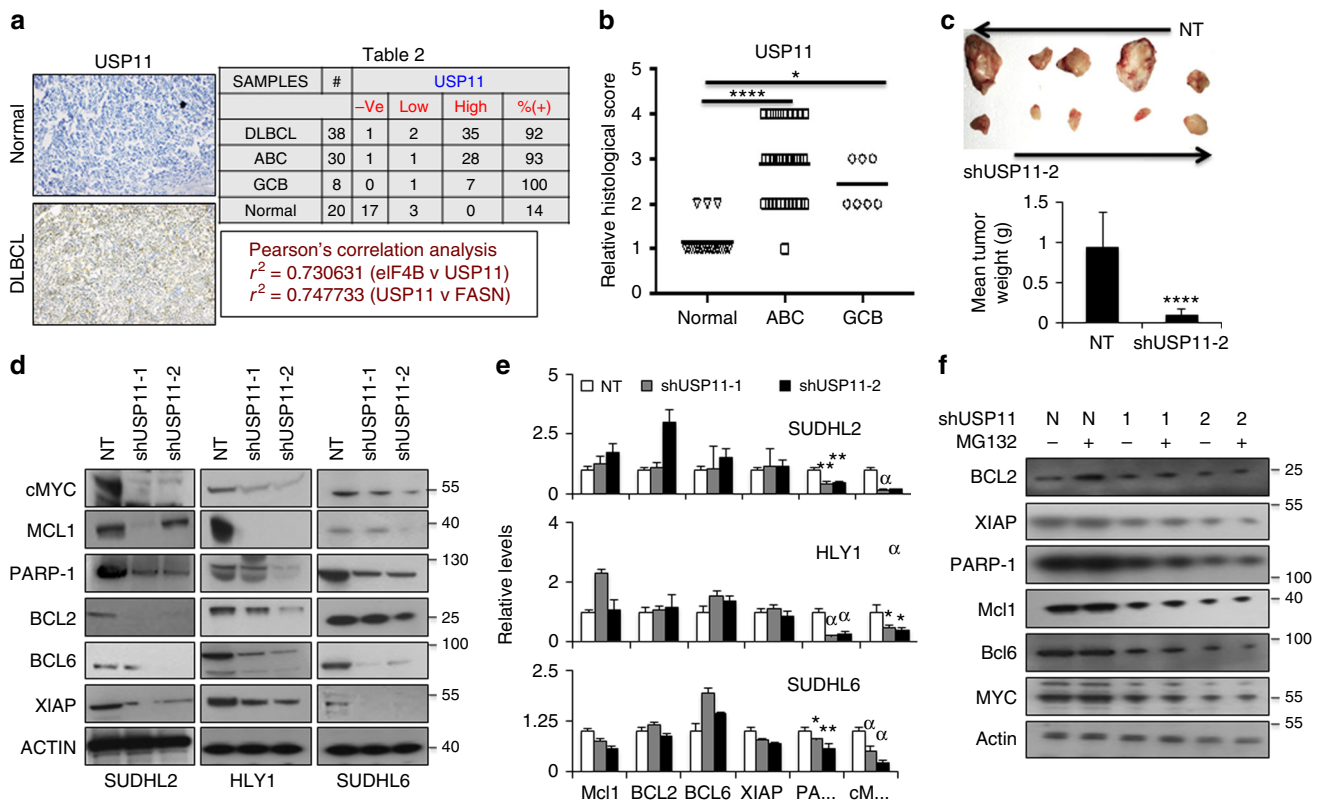 a
USP11
Normal
DLBCL
Table 2
SAMPLES # USP11
–Ve Low High %(+)
DLBCL 38 1 2 35 92
ABC 30 1 1 28 93
GCB 8 0 1 7 100
Normal 20 17 3 0 14
Pearson's correlation analysis
r² = 0.730631 (eIF4B v USP11)
r² = 0.747733 (USP11 v FASN)
b
USP11
Relative histological score
5
4
3
2
1
0
*
****
Normal ABC GCB
c
NT
shUSP11-2
Mean tumor
weight (g)
1.5
1
0.5
0
****
NT shUSP11-2
d
NT shUSP11-1 shUSP11-2 NT shUSP11-1 shUSP11-2 NT shUSP11-1 shUSP11-2
cMYC 55
MCL1 40
PARP-1 130
BCL2 25
BCL6 100
XIAP 55
ACTIN 40
SUDHL2 HLY1 SUDHL6
e
NT shUSP11-1 shUSP11-2
Relative levels
5
2.5
0
SUDHL2
** ** α
4
2
0
HLY1 α
α α * *
2.5
1.25
0
SUDHL6
* ** α α
Mcl1 BCL2 BCL6 XIAP PA... cM...
f
shUSP11 N N 1 1 2 2
MG132 – + – + – +
BCL2 25
55
XIAP
PARP-1 100
Mcl1 40
Bcl6 100
MYC 55
55
Actin